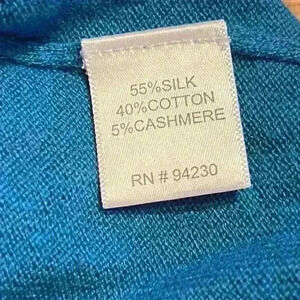 55%SILK
40%COTTON
5%CASHMERE
RN # 94230